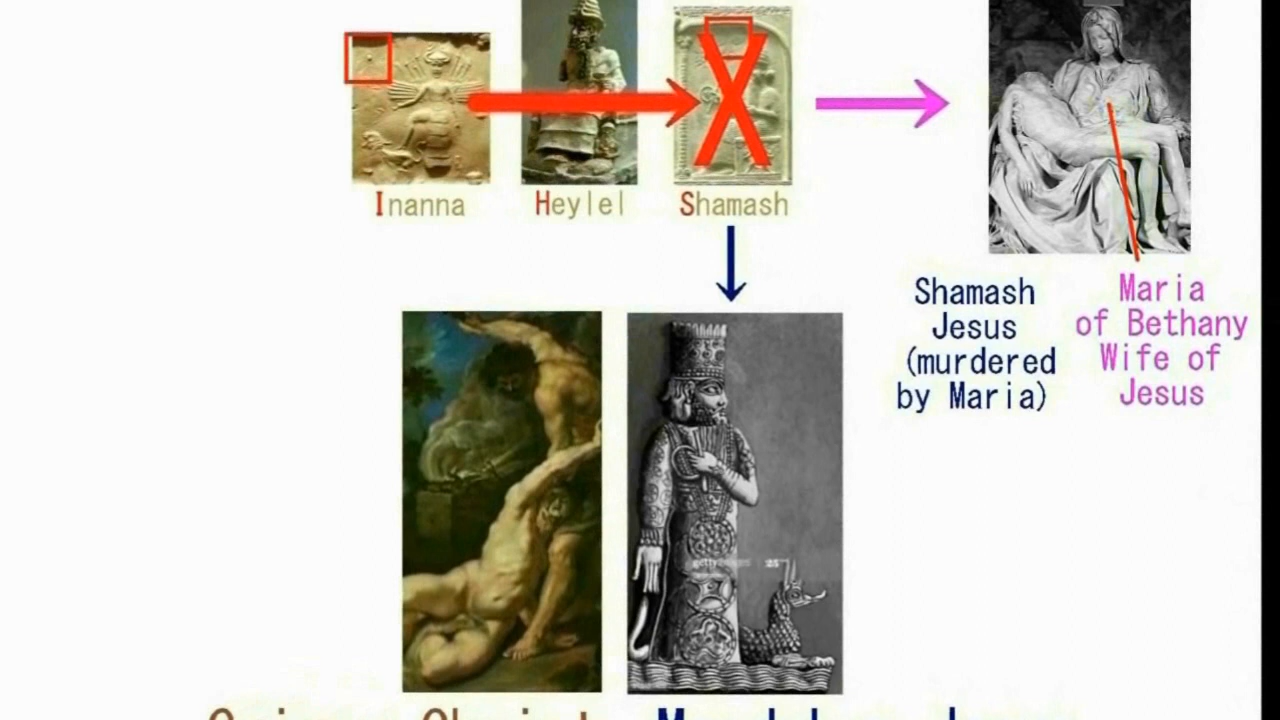 Inanna
Heylel
Shamash
Shamash
Jesus
(murdered
by Maria)
Maria
of Bethany
Wife of
Jesus